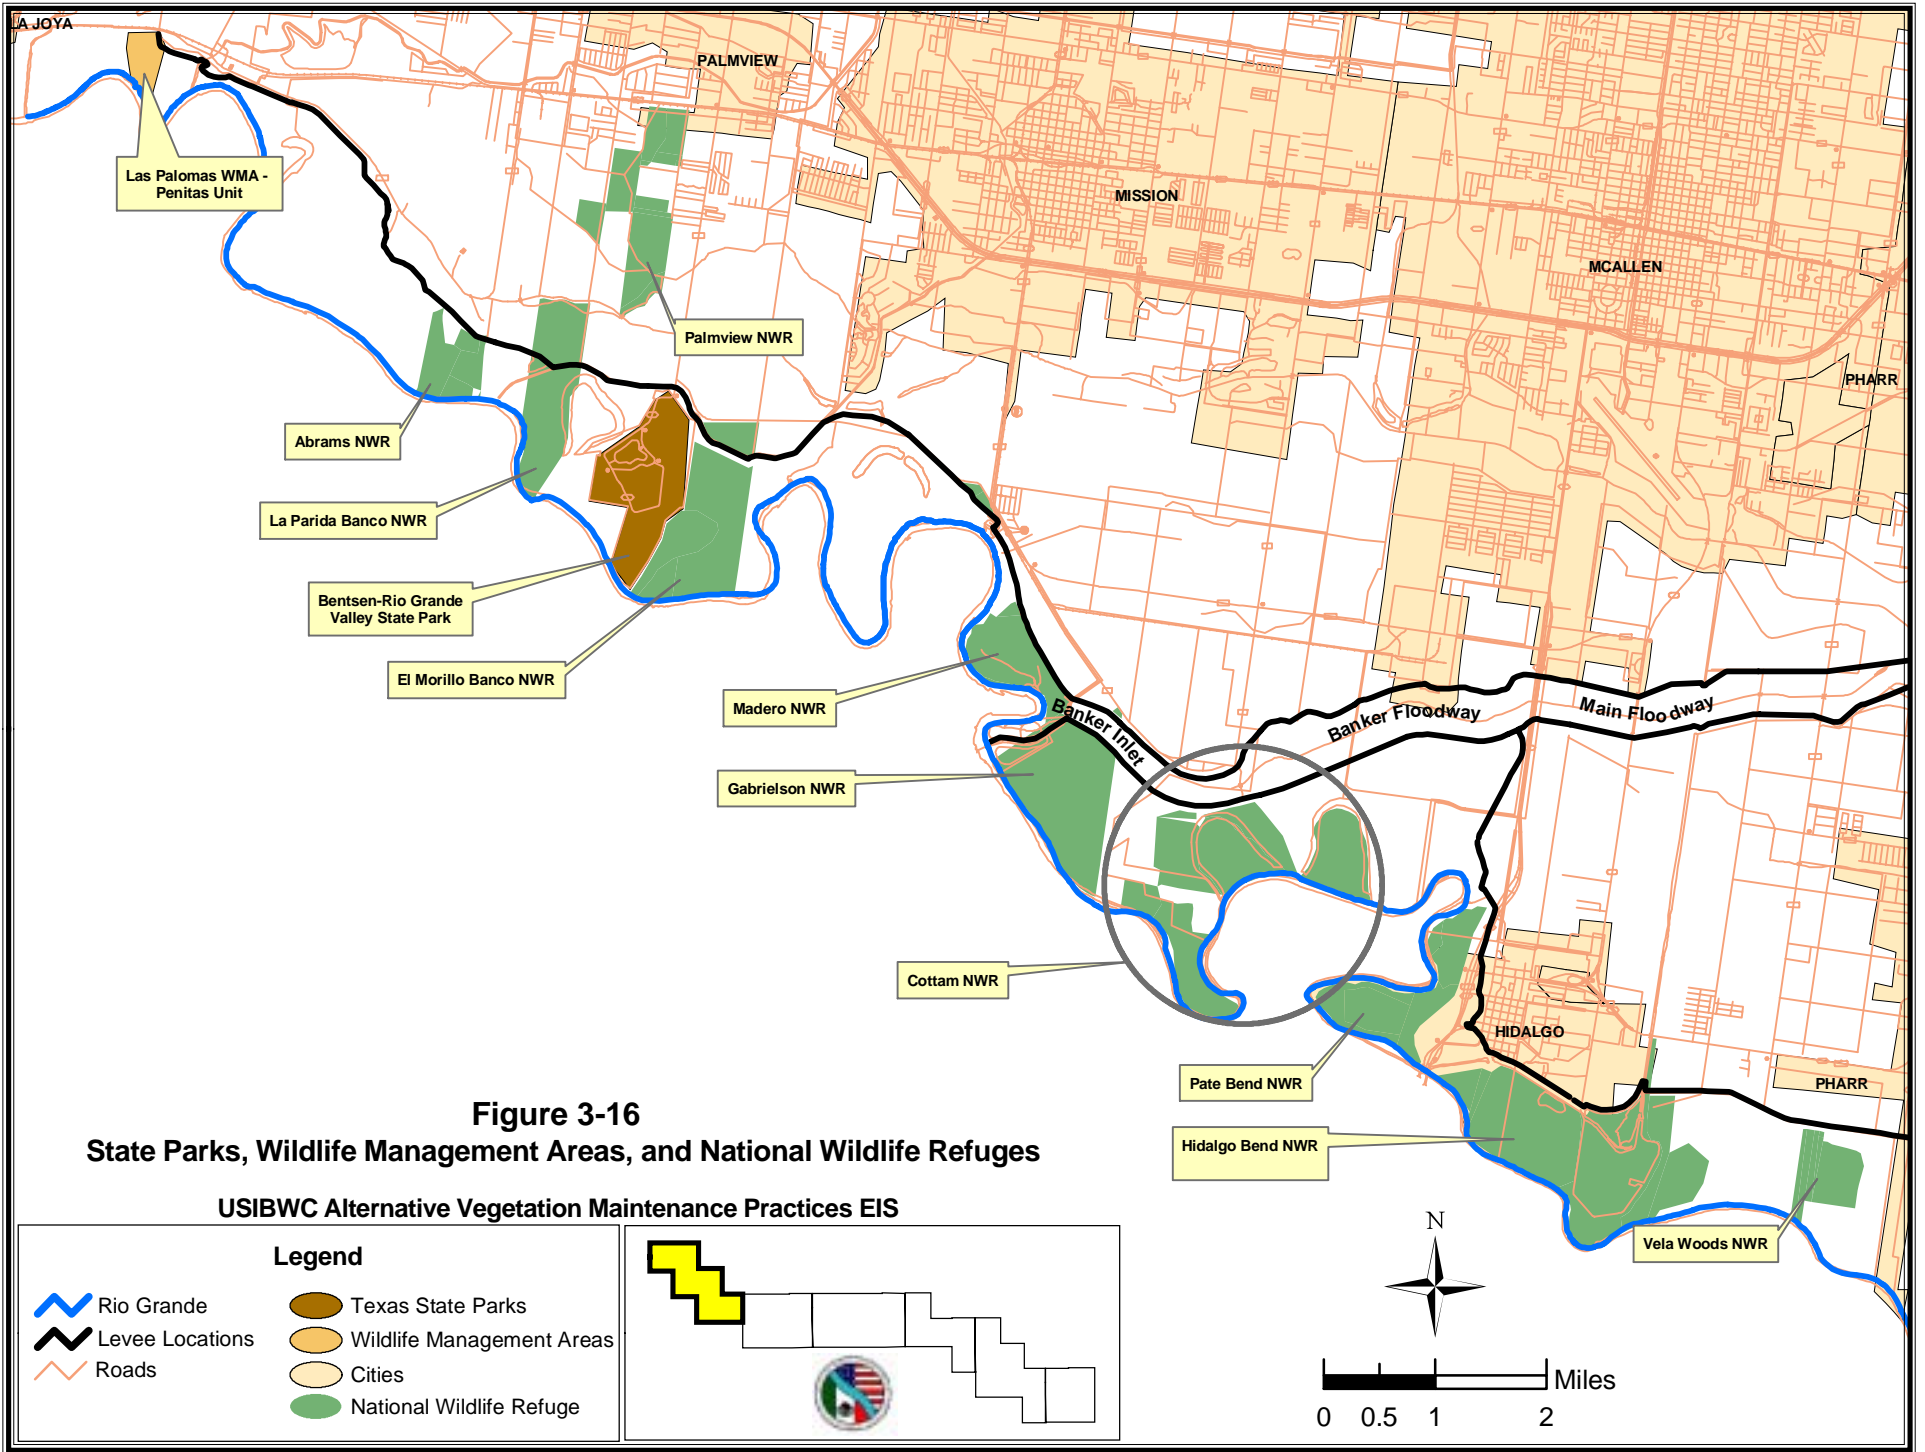 LA JOYA
PALMVIEW
Las Palomas WMA -
Penitas Unit
MISSION
MCALLEN
Palmview NWR
PHARR
Abrams NWR
La Parida Banco NWR
Bentsen-Rio Grande
Valley State Park
El Morillo Banco NWR
Madero NWR
Banker Inlet
Banker Floodway
Main Floodway
Gabrielson NWR
Cottam NWR
HIDALGO
Pate Bend NWR
PHARR
Hidalgo Bend NWR
Vela Woods NWR
Figure 3-16
State Parks, Wildlife Management Areas, and National Wildlife Refuges
USIBWC Alternative Vegetation Maintenance Practices EIS
Legend
Rio Grande
Levee Locations
Roads
Texas State Parks
Wildlife Management Areas
Cities
National Wildlife Refuge
N
Miles
0 0.5 1 2